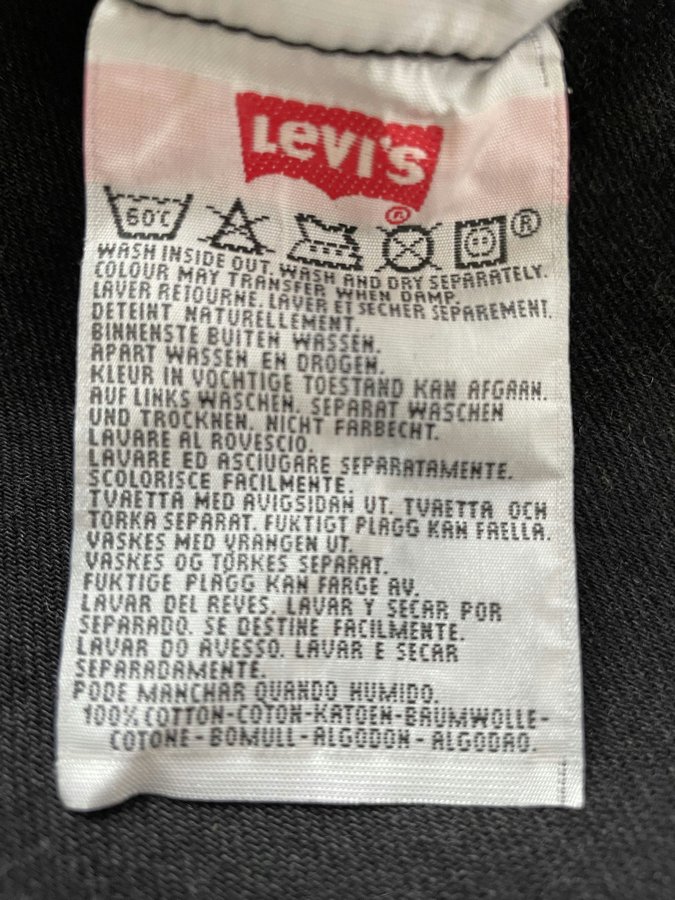 Levi's
®
60°C ®
WASH INSIDE OUT. WASH AND DRY SEPARATELY.
COLOUR MAY TRANSFER WHEN DAMP.
LAVER RETOURNE. LAVER ET SECHER SEPAREMENT.
DETEINT NATURELLEMENT.
BINNENSTE BUITEN WASSEN.
APART WASSEN EN DROGEN.
KLEUR IN VOCHTIGE TOESTAND KAN AFGAAN.
AUF LINKS WASCHEN. SEPARAT WASCHEN
UND TROCKNEN. NICHT FARBECHT.
LAVARE AL ROVESCIO.
LAVARE ED ASCIUGARE SEPARATAMENTE.
SCOLORISCE FACILMENTE.
TVAETTA MED AVIGSIDAN UT. TVAETTA OCH
TORKA SEPARAT. FUKTIGT PLAGG KAN FAELLA.
VASKES MED VRANGEN UT.
VASKES OG TØRKES SEPARAT.
FUKTIGE PLAGG KAN FARGE AV.
LAVAR DEL REVES. LAVAR Y SECAR POR
SEPARADO. SE DESTINE FACILMENTE.
LAVAR DO AVESSO. LAVAR E SECAR
SEPARADAMENTE.
PODE MANCHAR QUANDO HUMIDO.
100% COTTON-COTON-KATOEN-BAUMWOLLE-
COTONE-BOMULL-ALGODON-ALGODAO.